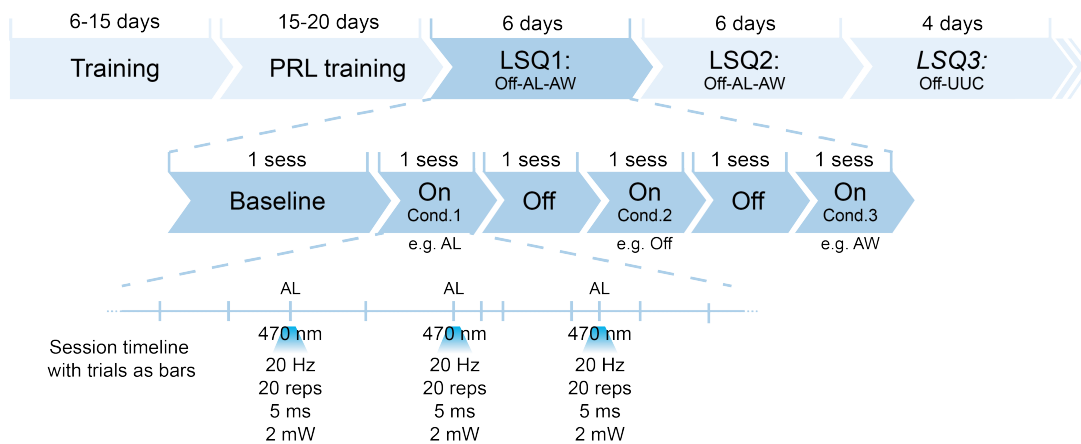 6-15 days
15-20 days
6 days
6 days
4 days
Training
PRL training
LSQ1:
Off-AL-AW
LSQ2:
Off-AL-AW
LSQ3:
Off-UUC
1 sess
1 sess
1 sess
1 sess
1 sess
1 sess
Baseline
On
Cond.1
Off
On
Cond.2
Off
On
Cond.3
e.g. AL
e.g. Off
e.g. AW
AL
AL
AL
Session timeline
with trials as bars
470 nm
20 Hz
20 reps
5 ms
2 mW
470 nm
20 Hz
20 reps
5 ms
2 mW
470 nm
20 Hz
20 reps
5 ms
2 mW